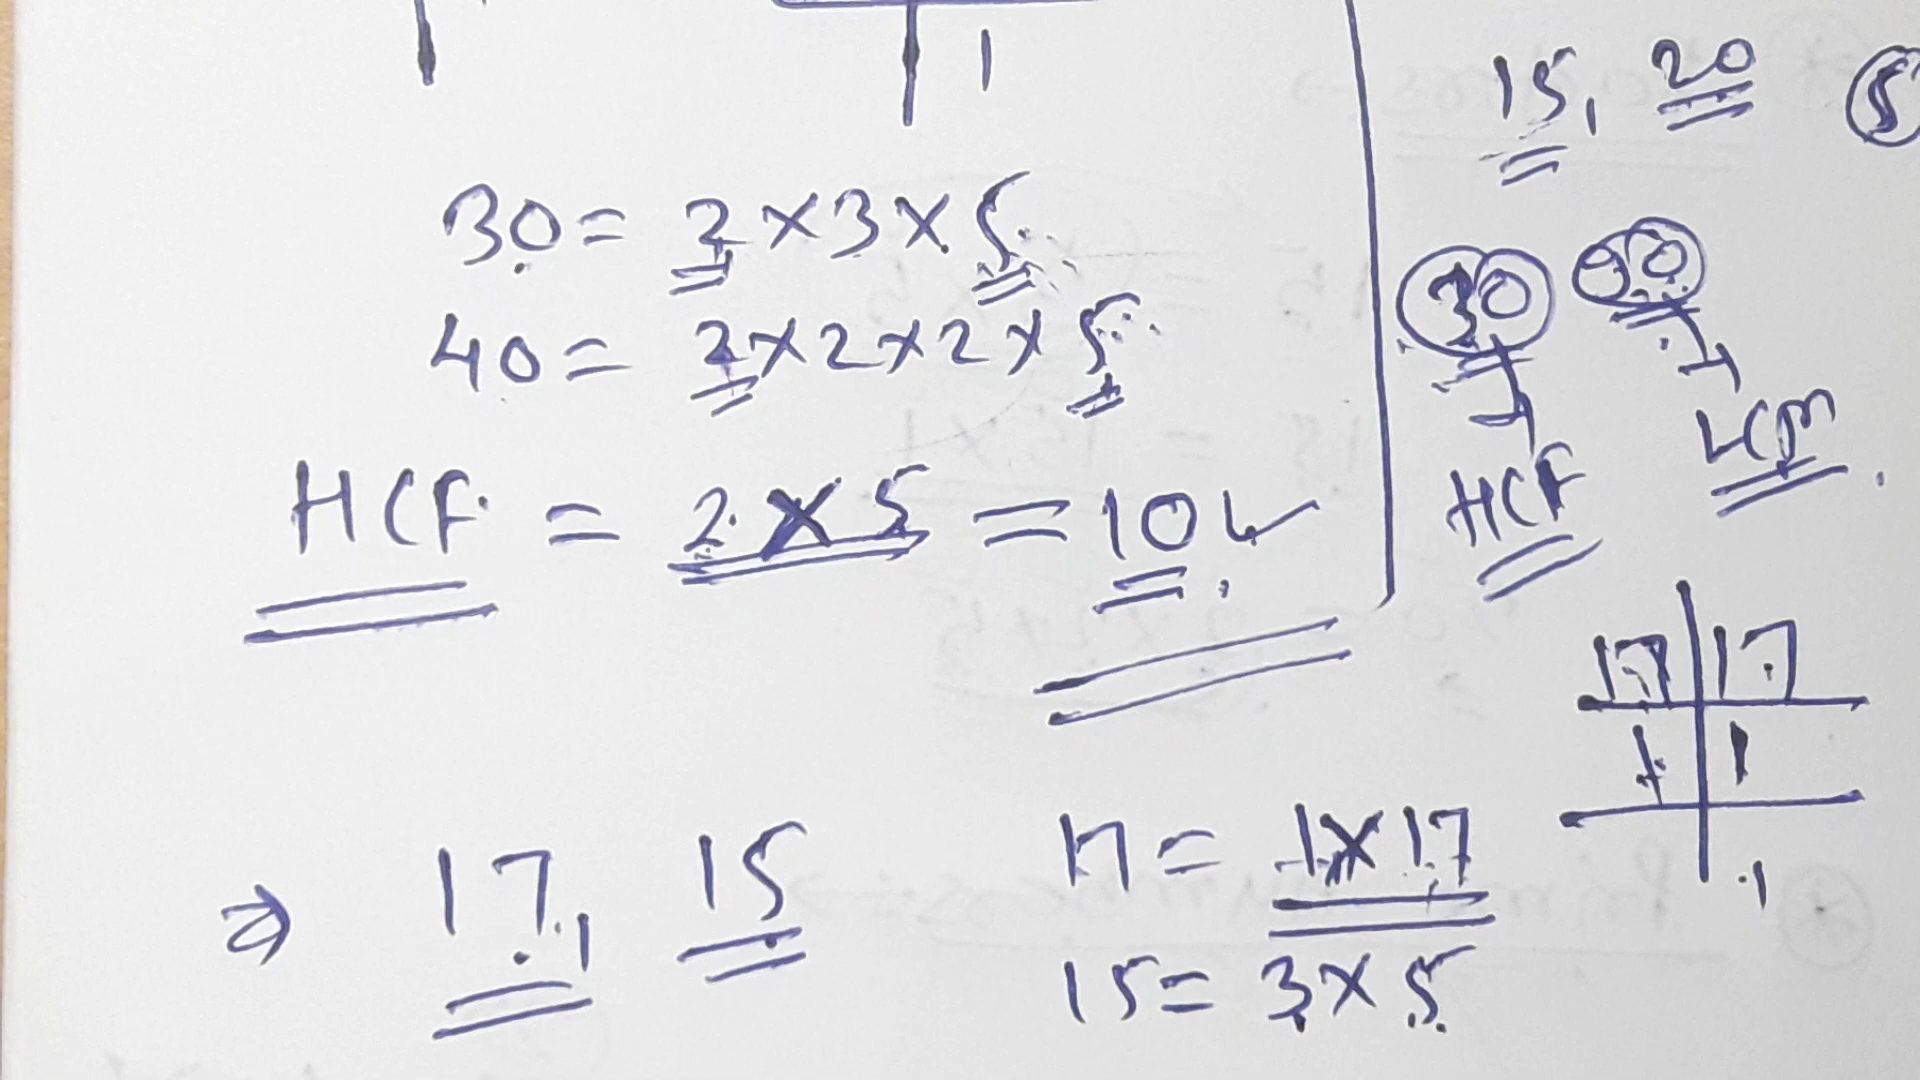 1
30 = 2 × 3 × 5
40 = 2 × 2 × 2 × 5
HCF = 2 × 5 = 10
15, 20 5
30
HCF
LCM
17 17
1 1
1
17, 15
17 = 1 × 17
15 = 3 × 5